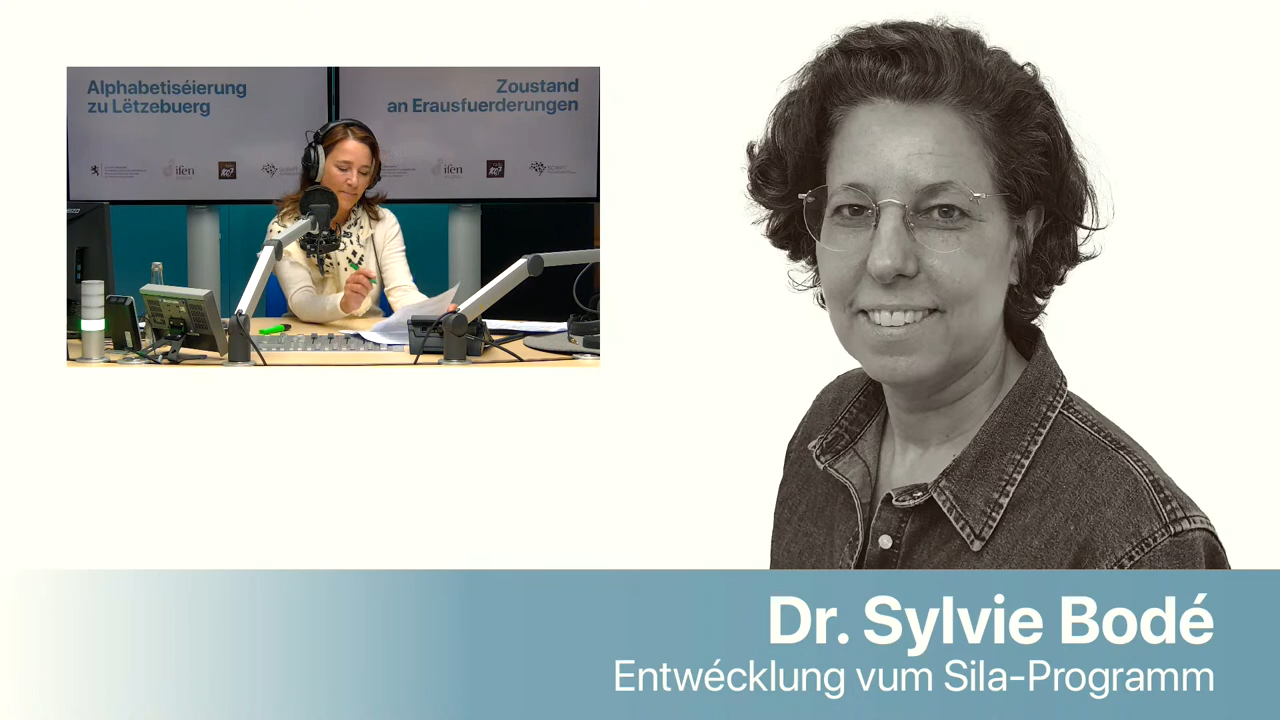 Alphabetiséierung
zu Lëtzebuerg
Zoustand
an Erausfuerderungen
ifen
ifen
Dr. Sylvie Bodé
Entwécklung vum Sila-Programm